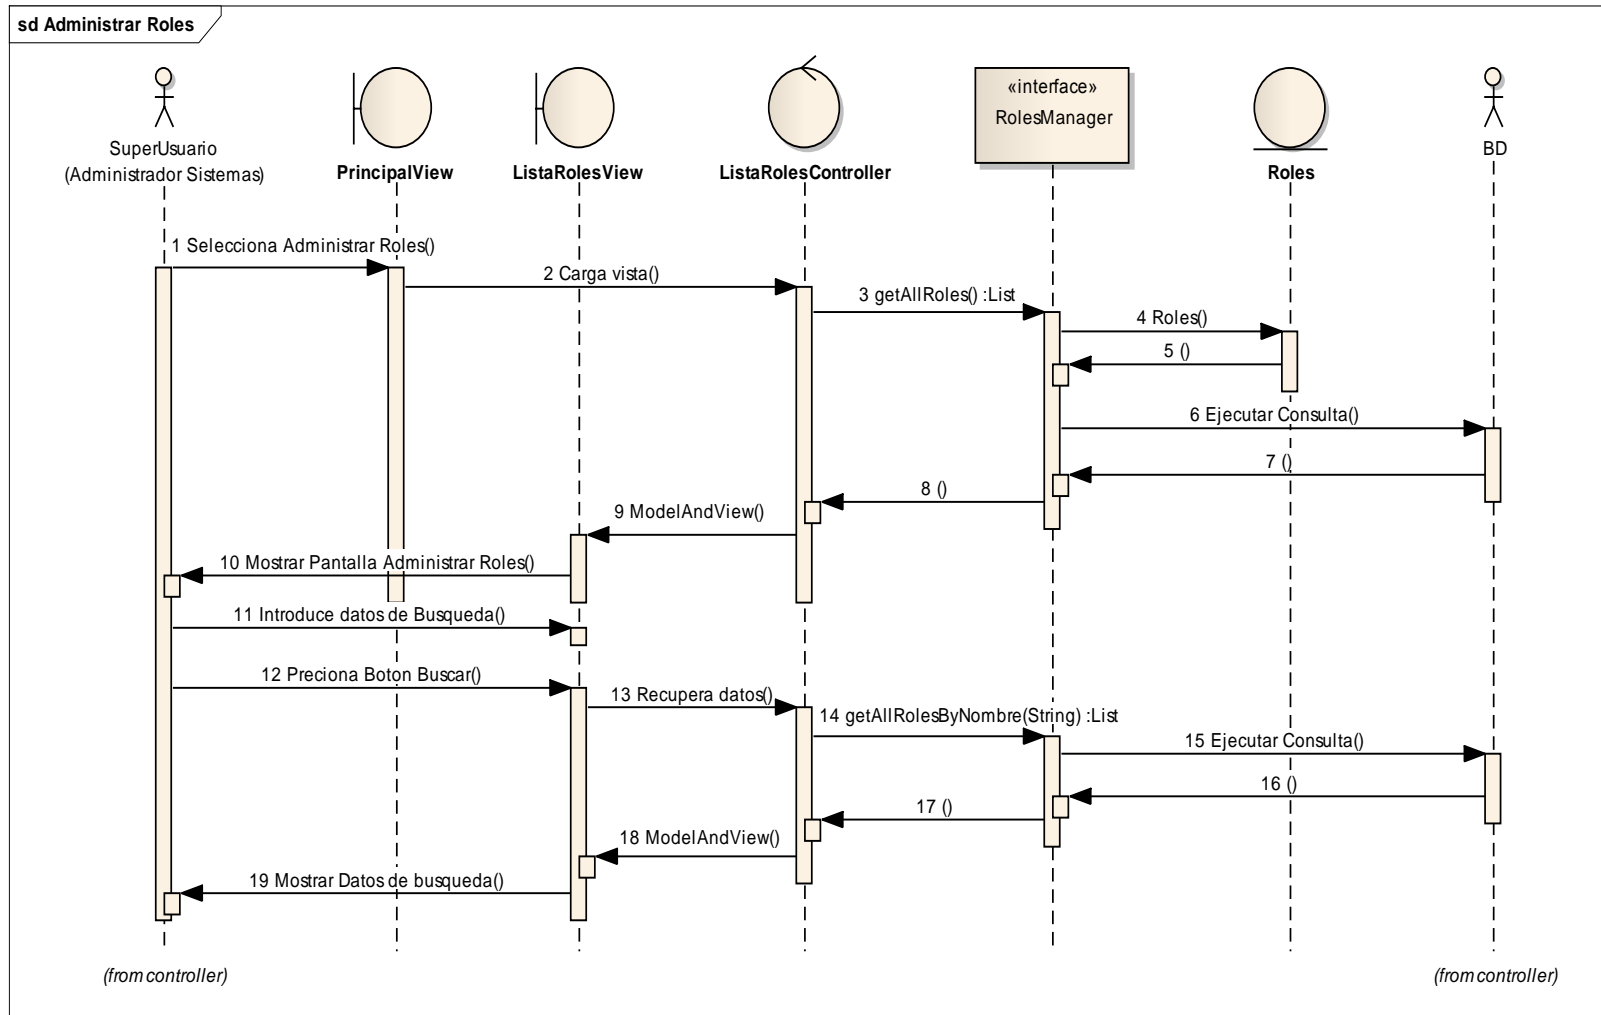 sd Administrar Roles
SuperUsuario
(Administrador Sistemas)
PrincipalView
ListaRolesView
ListaRolesController
«interface»
RolesManager
Roles
BD
1 Selecciona Administrar Roles()
2 Carga vista()
3 getAllRoles() :List
4 Roles()
5 ()
6 Ejecutar Consulta()
7 ()
8 ()
9 ModelAndView()
10 Mostrar Pantalla Administrar Roles()
11 Introduce datos de Busqueda()
12 Preciona Boton Buscar()
13 Recupera datos()
14 getAllRolesByNombre(String) :List
15 Ejecutar Consulta()
16 ()
17 ()
18 ModelAndView()
19 Mostrar Datos de busqueda()
(from controller)
(from controller)